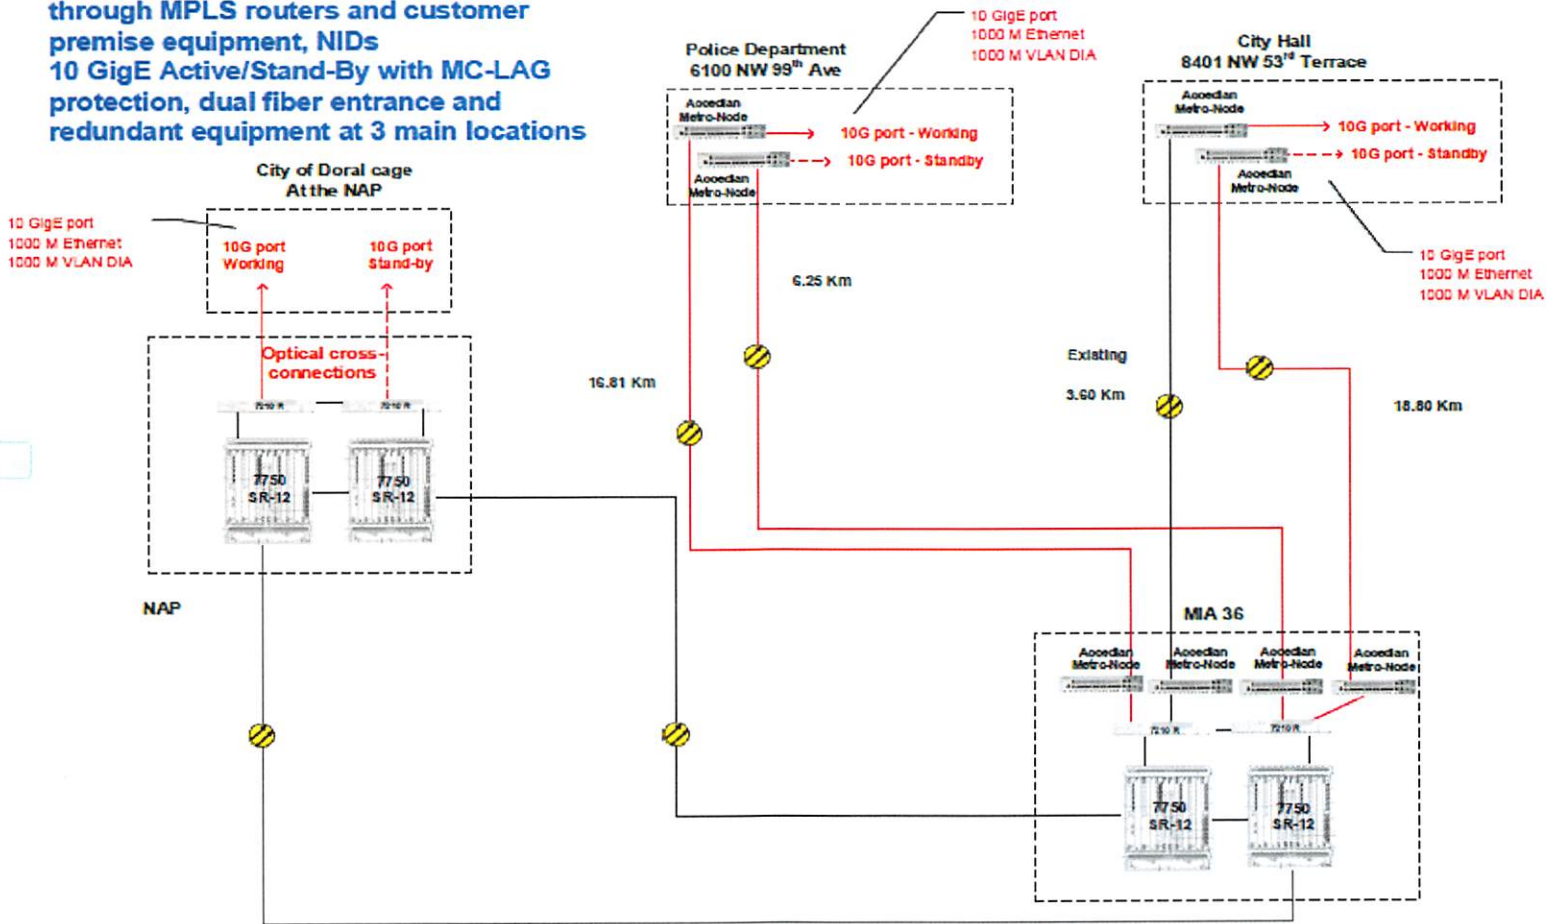 through MPLS routers and customer
premise equipment, NIDs
10 GigE Active/Stand-By with MC-LAG
protection, dual fiber entrance and
redundant equipment at 3 main locations
10 GigE port
1000 M Ethernet
1000 M VLAN DIA
Police Department
6100 NW 99th Ave
Accedian
Metro-Node
10G port - Working
10G port - Standby
Accedian
Metro-Node
City Hall
8401 NW 53rd Terrace
Accedian
Metro-Node
10G port - Working
10G port - Standby
Accedian
Metro-Node
10 GigE port
1000 M Ethernet
1000 M VLAN DIA
City of Doral cage
At the NAP
10 GigE port
1000 M Ethernet
1000 M VLAN DIA
10G port
Working
10G port
Stand-by
Optical cross-
connections
7210 R
7210 R
7750
SR-12
7750
SR-12
NAP
16.81 Km
6.25 Km
Existing
3.60 Km
18.80 Km
MIA 36
Accedian
Metro-Node
Accedian
Metro-Node
Accedian
Metro-Node
Accedian
Metro-Node
7210 R
7210 R
7750
SR-12
7750
SR-12